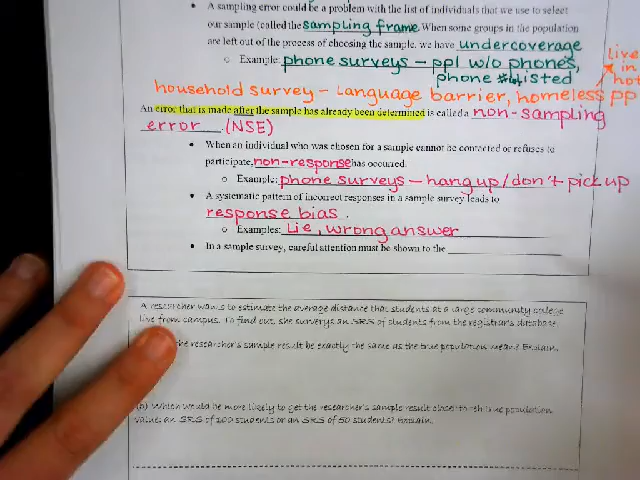 A sampling error could be a problem with the list of individuals that we use to select
our sample (called the sampling frame. When some groups in the population
are left out of the process of choosing the sample, we have undercoverage
Example: phone surveys – ppl w/o phones,
phone # listed
live
in
household survey – Language barrier, homeless pp
An error that is made after the sample has already been determined is called a non-sampling
error (NSE)
When an individual who was chosen for a sample cannot be contacted or refuses to
participate, non-response has occurred.
Example: phone surveys – hang up/don't pick up
A systematic pattern of incorrect responses in a sample survey leads to
response bias.
Examples: Lie, wrong answer
In a sample survey, careful attention must be shown to the
A researcher wants to estimate the average distance that students at a large community college
live from campus. To find out, she surveys an SRS of students from the registrar's database.
the researcher's sample result be exactly the same as the true population mean? Explain.
(b) Which would be more likely to get the researcher's sample result closer to the true population
value: an SRS of 100 students or an SRS of 50 students? Explain.